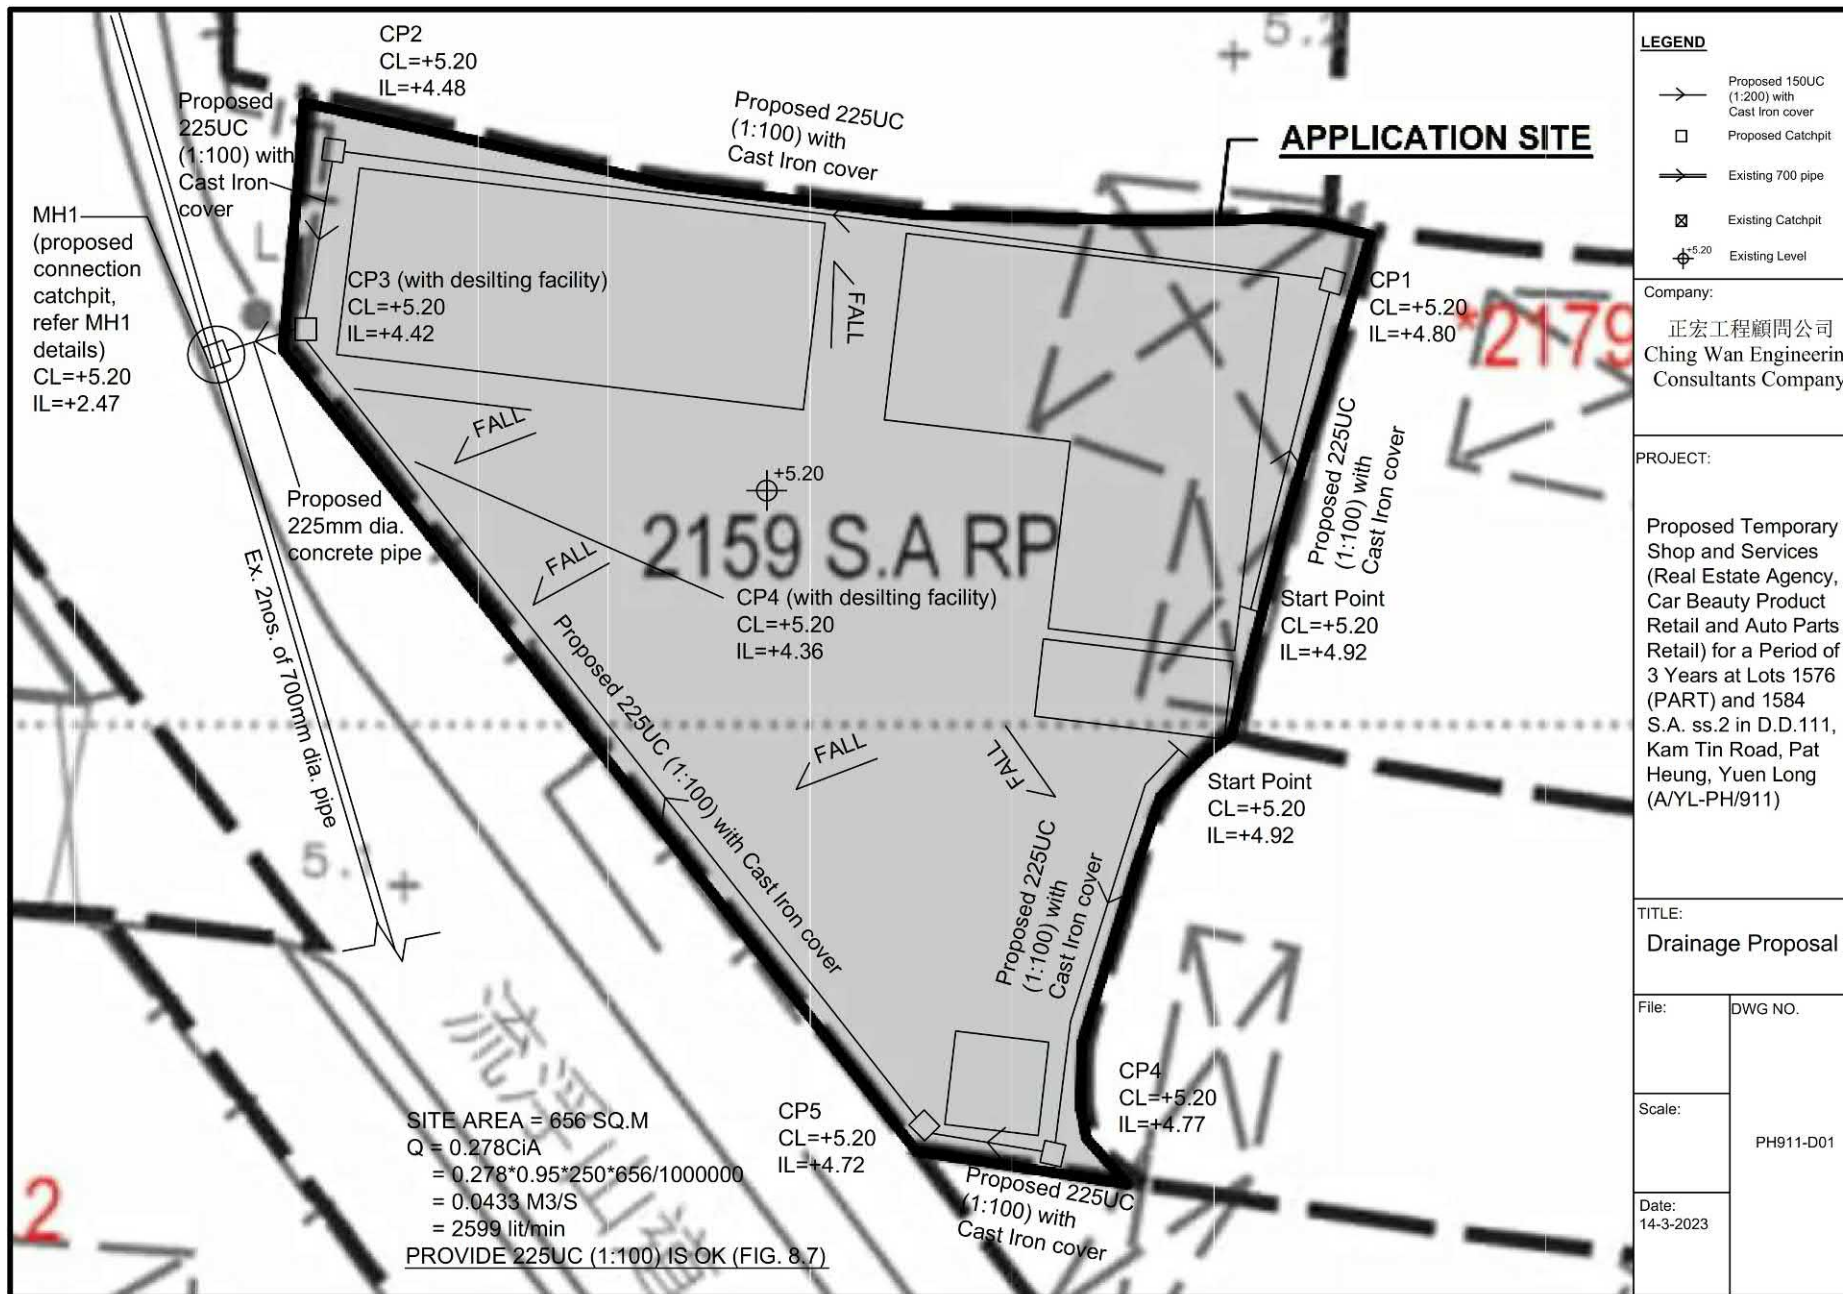 CP2
CL=+5.20
IL=+4.48
Proposed
225UC
(1:100) with
Cast Iron
cover
Proposed 225UC
(1:100) with
Cast Iron cover
APPLICATION SITE
MH1
(proposed
connection
catchpit,
refer MH1
details)
CL=+5.20
IL=+2.47
CP3 (with desilting facility)
CL=+5.20
IL=+4.42
FALL
CP1
CL=+5.20
IL=+4.80
*2179
FALL
+5.20
2159 S.A RP
Proposed
225mm dia.
concrete pipe
Ex. 2nos. of 700mm dia. pipe
FALL
CP4 (with desilting facility)
CL=+5.20
IL=+4.36
Proposed 225UC
(1:100) with
Cast Iron cover
Start Point
CL=+5.20
IL=+4.92
Proposed 225UC (1:100) with Cast Iron cover
FALL
FALL
Start Point
CL=+5.20
IL=+4.92
Proposed 225UC
(1:100) with
Cast Iron cover
流浮山道
CP5
CL=+5.20
IL=+4.72
CP4
CL=+5.20
IL=+4.77
Proposed 225UC
(1:100) with
Cast Iron cover
SITE AREA = 656 SQ.M
Q = 0.278CiA
= 0.278*0.95*250*656/1000000
= 0.0433 M3/S
= 2599 lit/min
PROVIDE 225UC (1:100) IS OK (FIG. 8.7)
2
LEGEND
Proposed 150UC
(1:200) with
Cast Iron cover
Proposed Catchpit
Existing 700 pipe
Existing Catchpit
+5.20
Existing Level
Company:
正宏工程顧問公司
Ching Wan Engineerin
Consultants Company
PROJECT:
Proposed Temporary
Shop and Services
(Real Estate Agency,
Car Beauty Product
Retail and Auto Parts
Retail) for a Period of
3 Years at Lots 1576
(PART) and 1584
S.A. ss.2 in D.D.111,
Kam Tin Road, Pat
Heung, Yuen Long
(A/YL-PH/911)
TITLE:
Drainage Proposal
File:
DWG NO.
Scale:
PH911-D01
Date:
14-3-2023